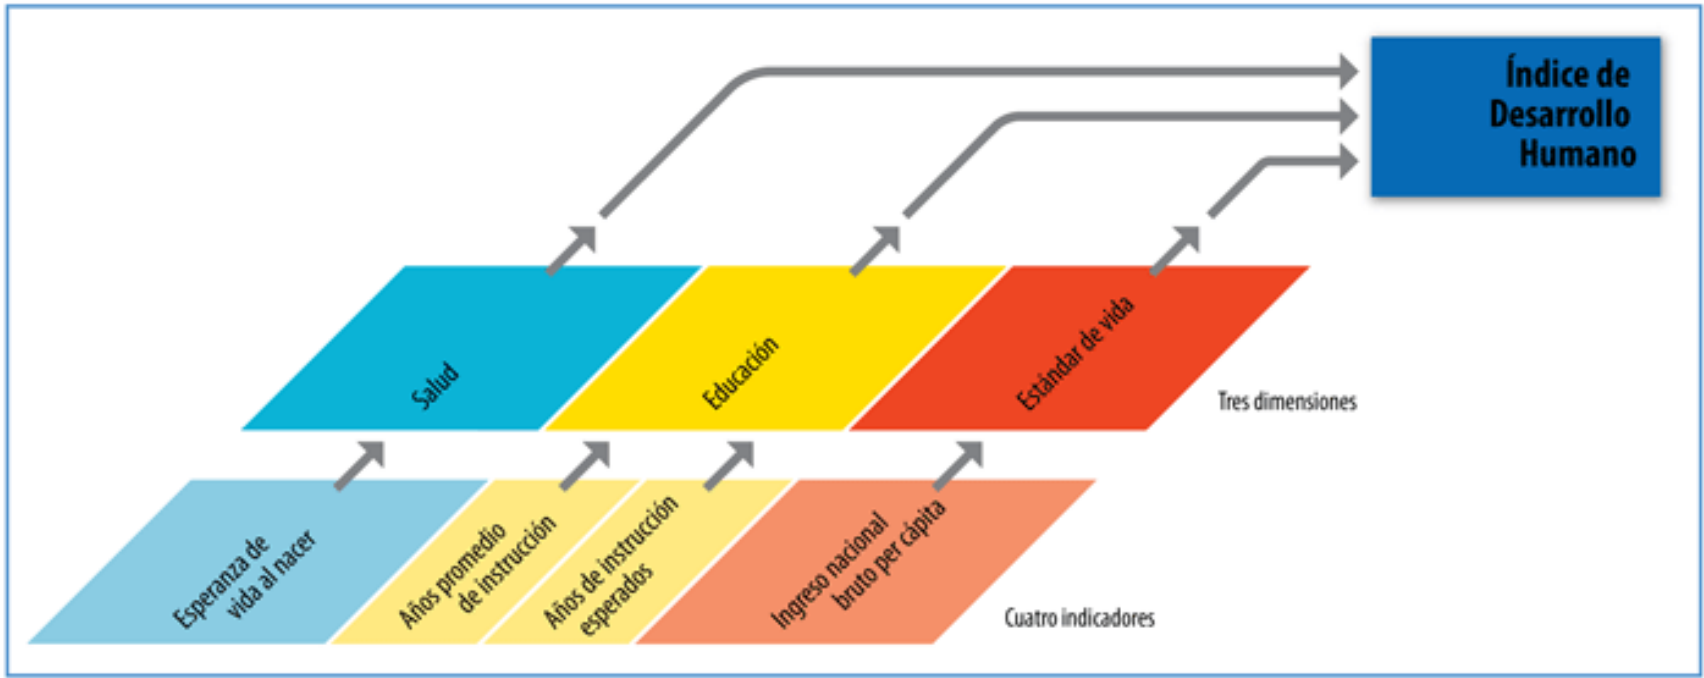 Índice de
Desarrollo
Humano
Salud
Educación
Estándar de vida
Tres dimensiones
Esperanza de
vida al nacer
Años promedio
de instrucción
Años de instrucción
esperados
Ingreso nacional
bruto per cápita
Cuatro indicadores